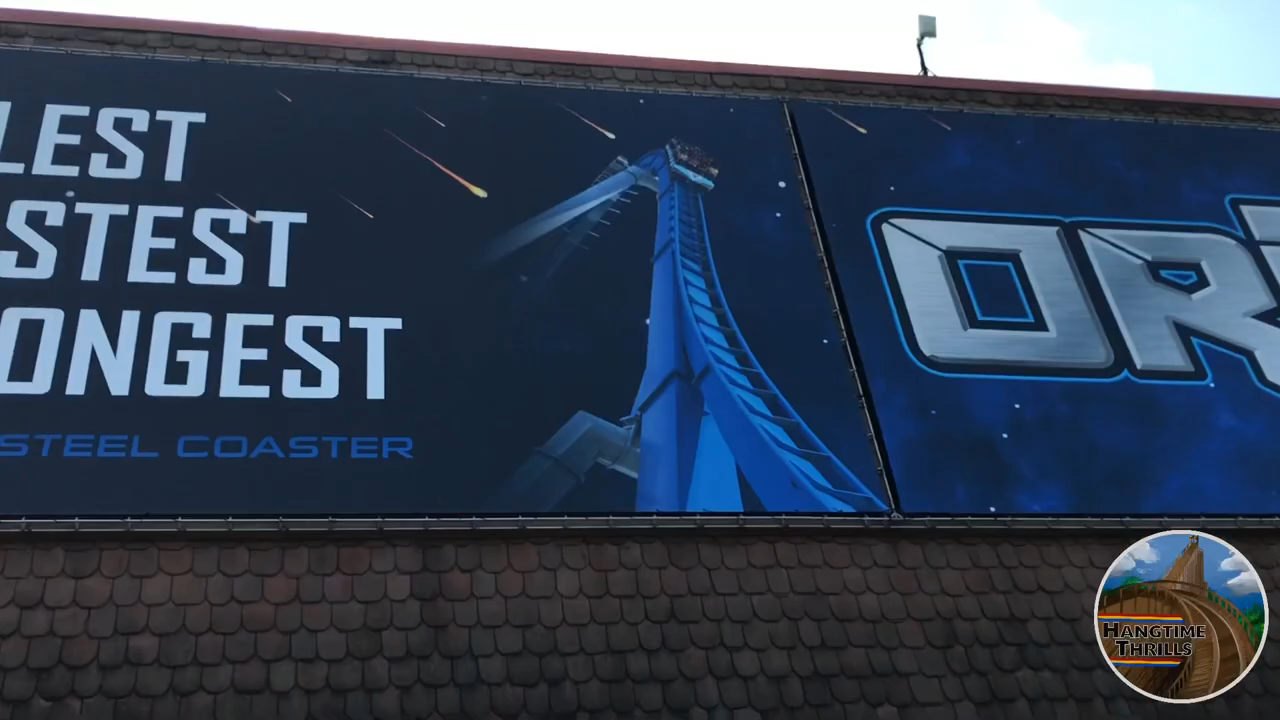 LEST
STEST
ONGEST
STEEL COASTER
OR
HANGTIME
THRILLS